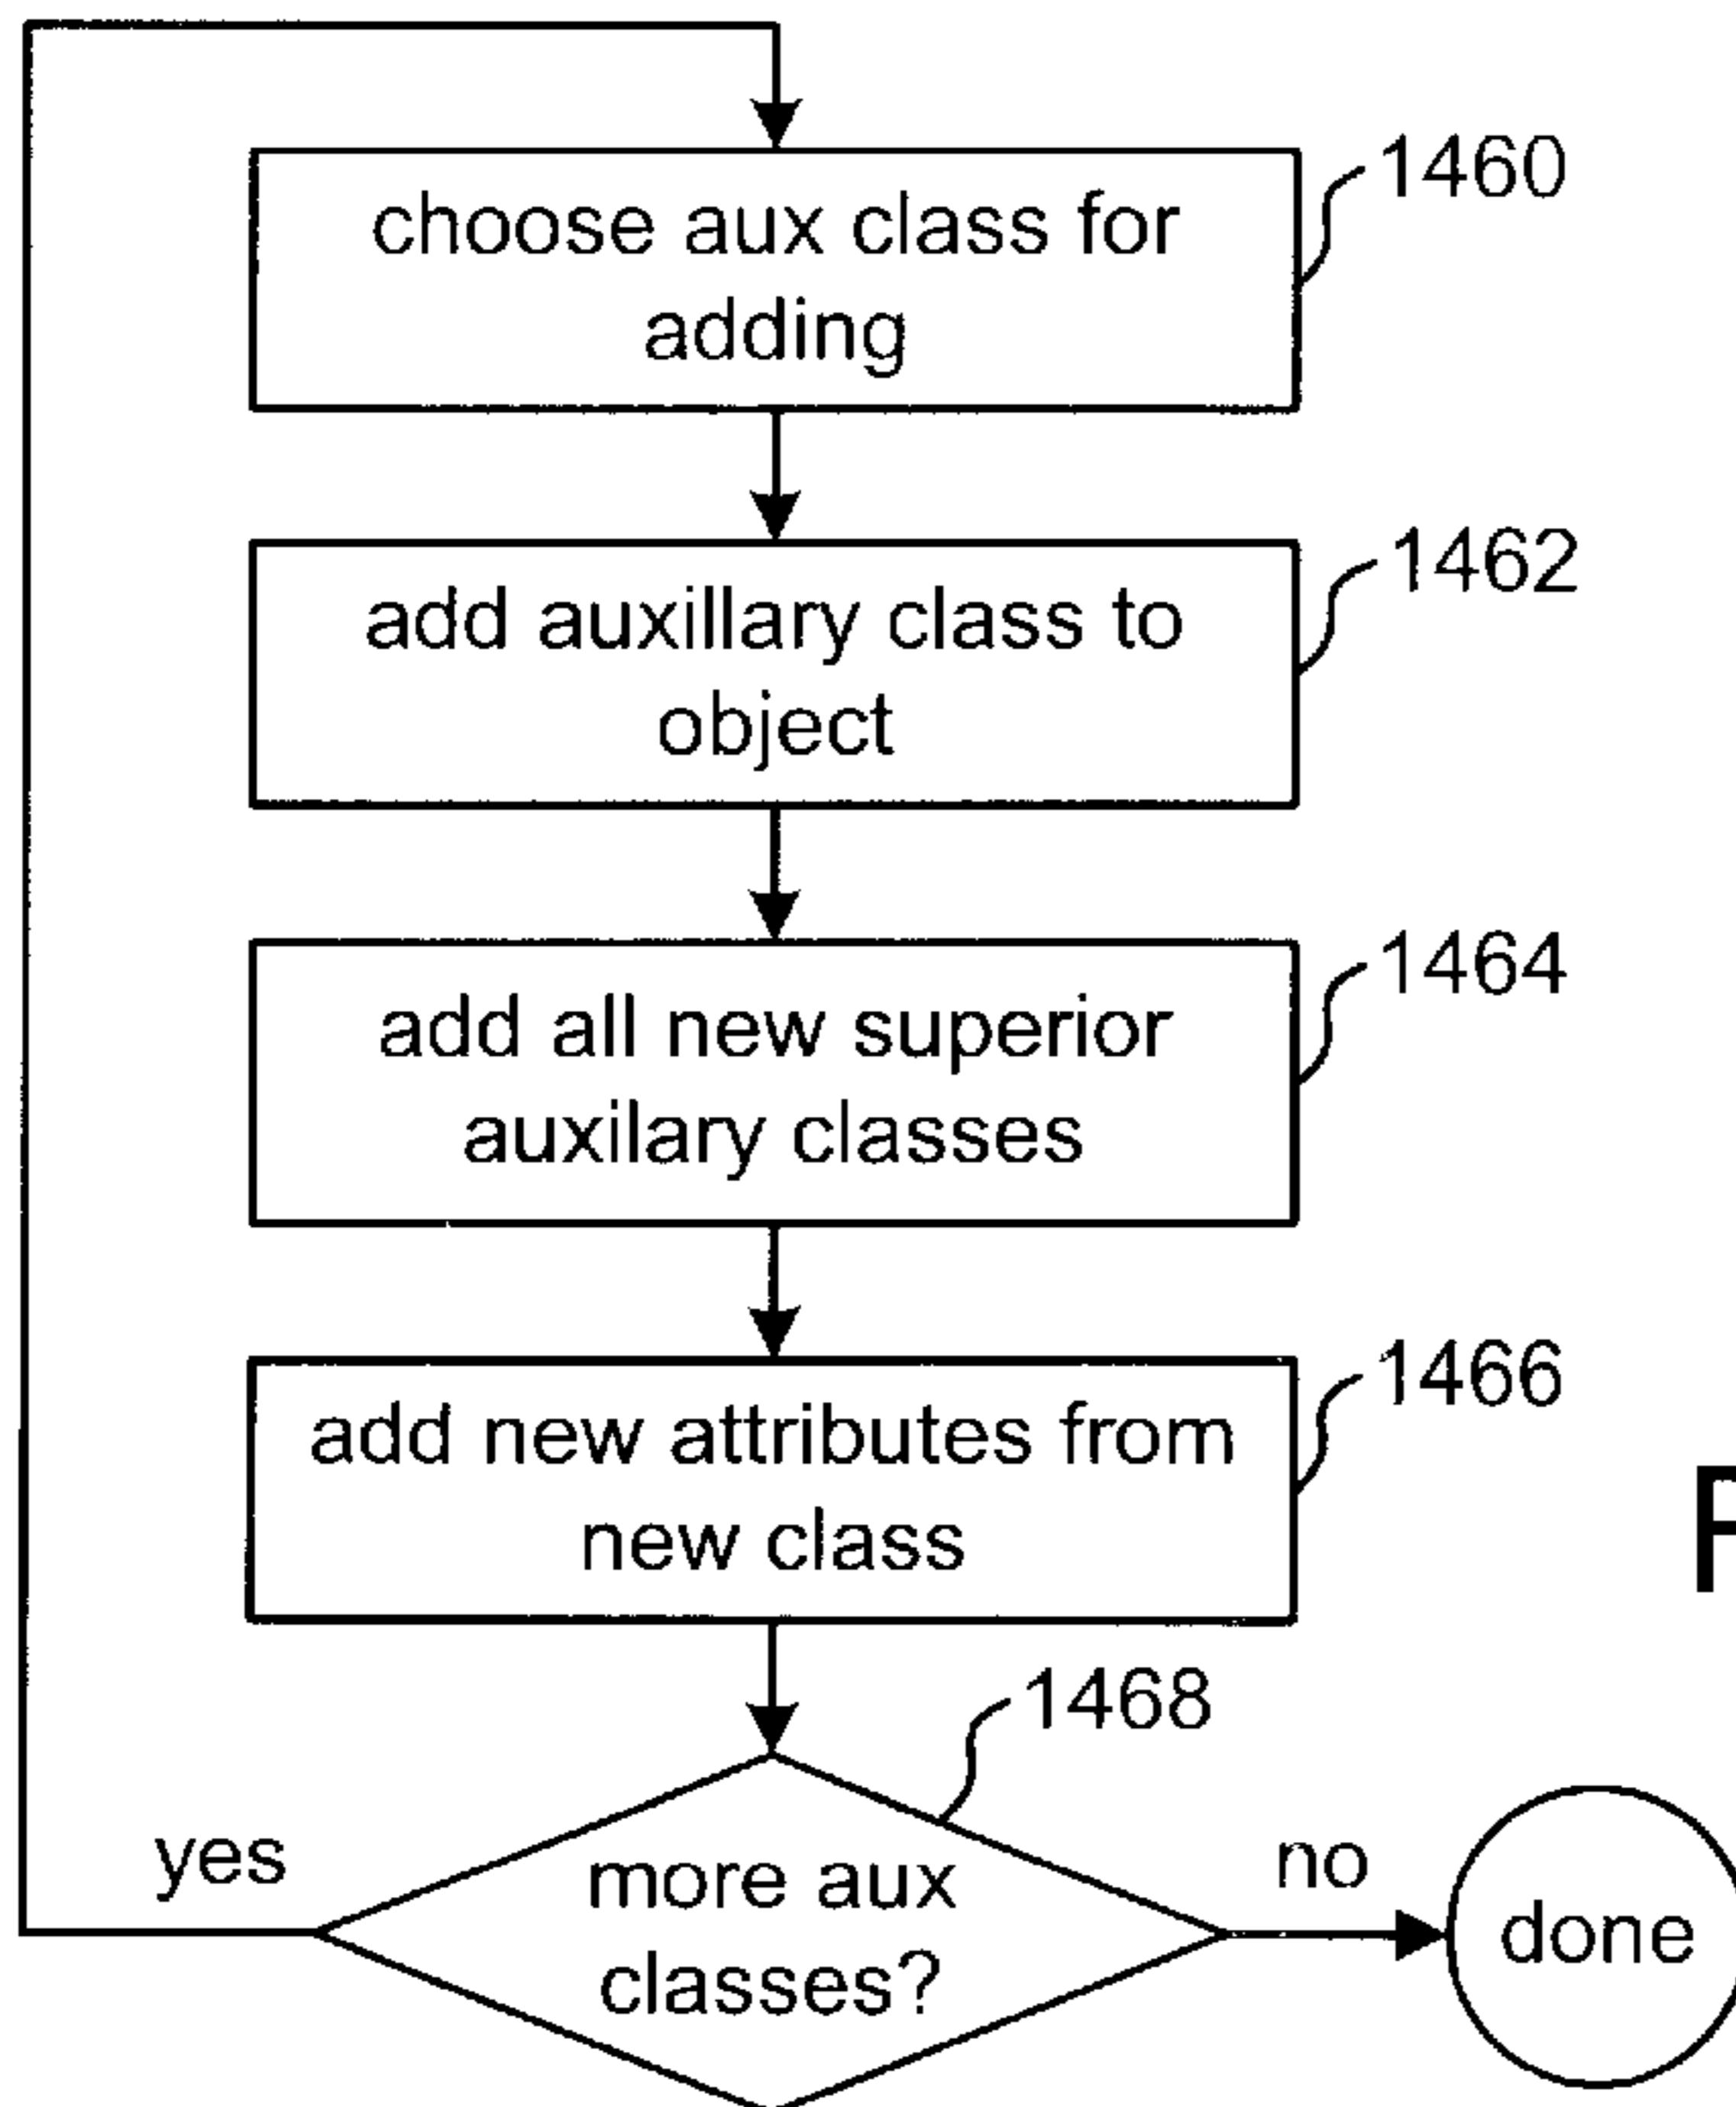 1460
choose aux class for
adding
1462
add auxillary class to
object
1464
add all new superior
auxilary classes
1466
add new attributes from
new class
1468
yes
more aux
classes?
no
done